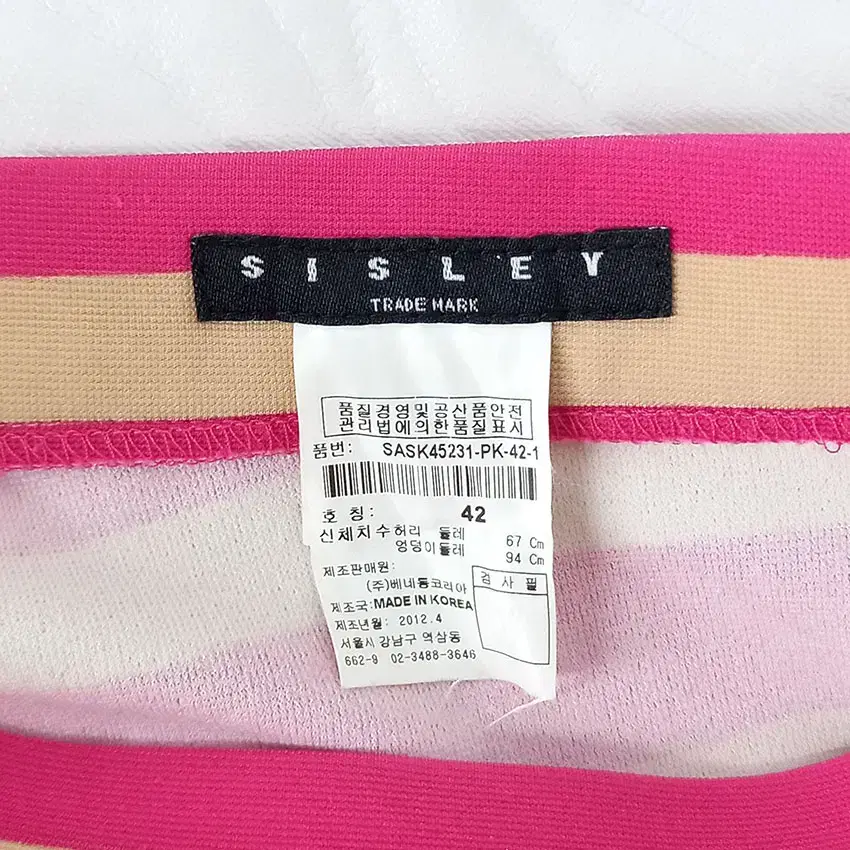 SISLEY
TRADE MARK
품질경영및공산품안전
관리법에의한품질표시
품번: SASK45231-PK-42-1
호 칭: 42
신체치수허리 둘레 67 Cm
엉덩이둘레 94 Cm
제조판매원:
(주)베네통코리아
검 사 필
제조국:MADE IN KOREA
제조년월: 2012.4
서울시 강남구 역삼동
662-9 02-3488-3646